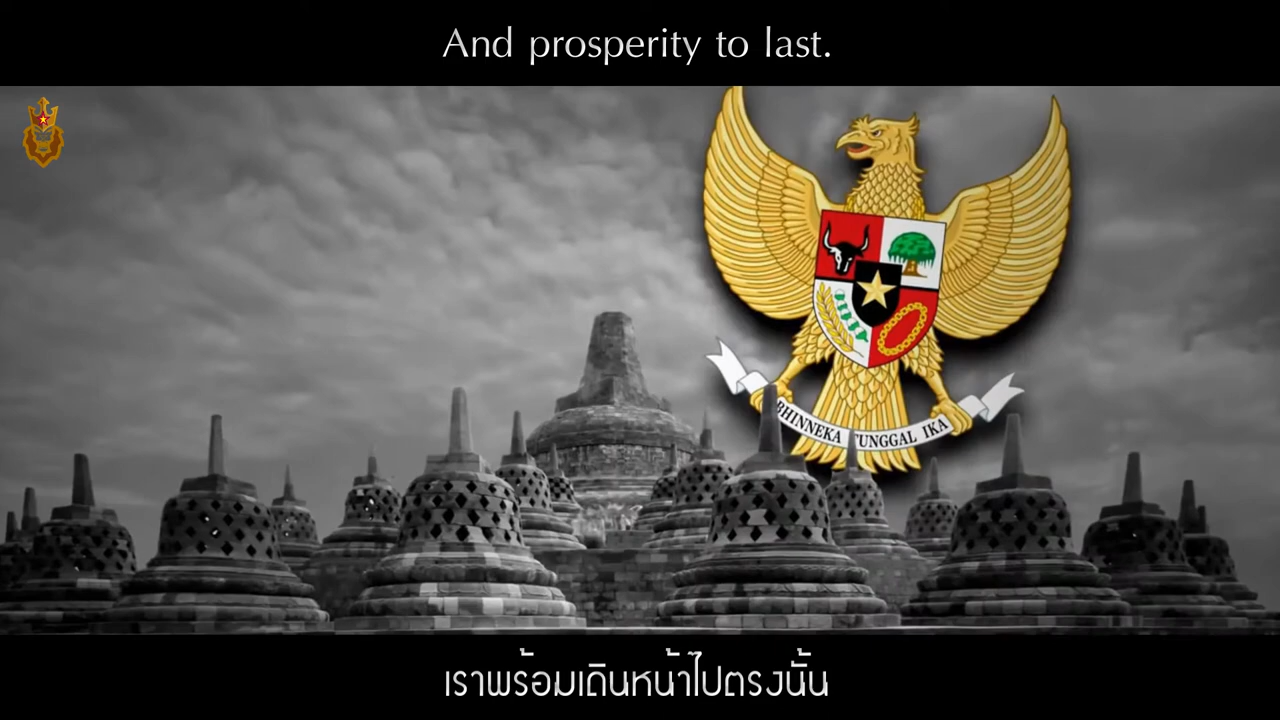 And prosperity to last.
BHINNEKA TUNGGAL IKA
เราพร้อมเดินหน้าไปตรงนั้น